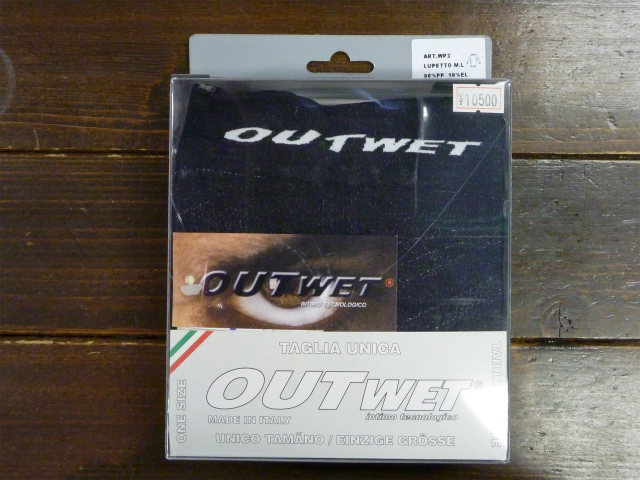 ART.WP3
LUPETTO M.L
90%PP 10%EL
¥10500
OUTWET
OUTWET®
INTIMO TECNOLOGICO
TAGLIA UNICA
OUTWET®
intimo tecnologico
MADE IN ITALY
UNICO TAMAÑO / EINZIGE GRÖSSE
ONE SIZE